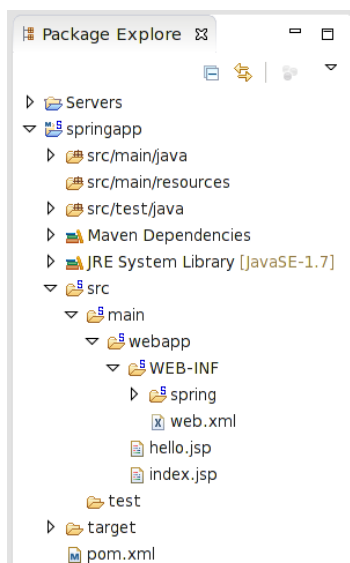 Package Explore
Servers
springapp
src/main/java
src/main/resources
src/test/java
Maven Dependencies
JRE System Library [JavaSE-1.7]
src
main
webapp
WEB-INF
spring
web.xml
hello.jsp
index.jsp
test
target
pom.xml